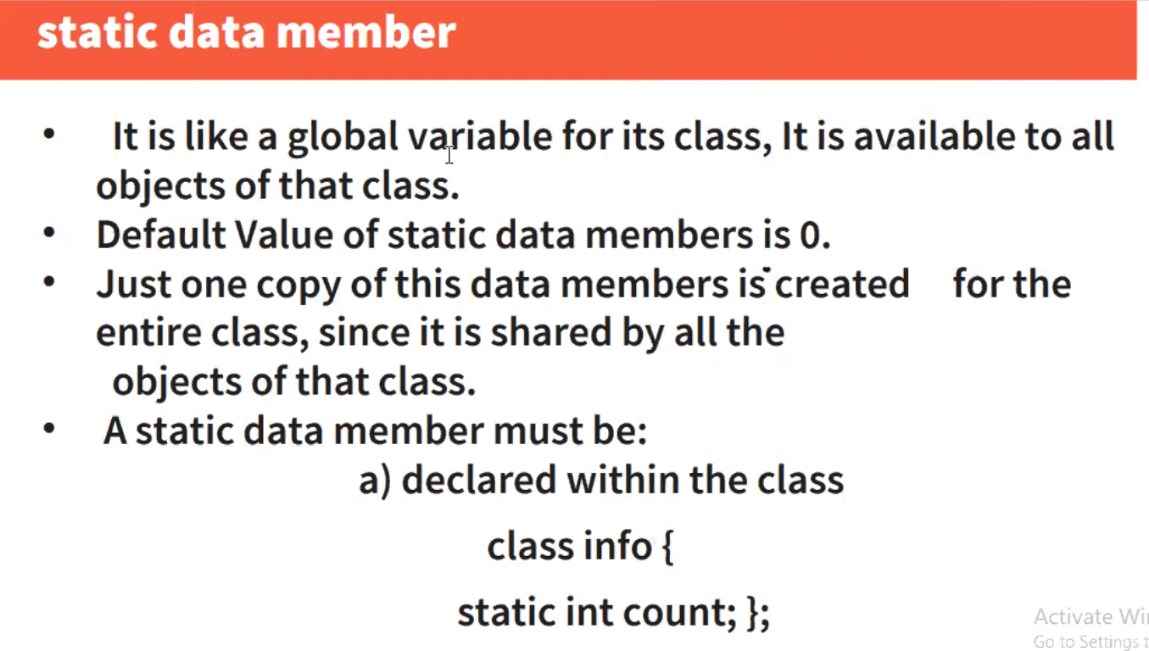 static data member
• It is like a global variable for its class, It is available to all
objects of that class.
• Default Value of static data members is 0.
• Just one copy of this data members is created for the
entire class, since it is shared by all the
objects of that class.
• A static data member must be:
a) declared within the class
class info {
static int count; };
Activate Wi
Go to Settings t